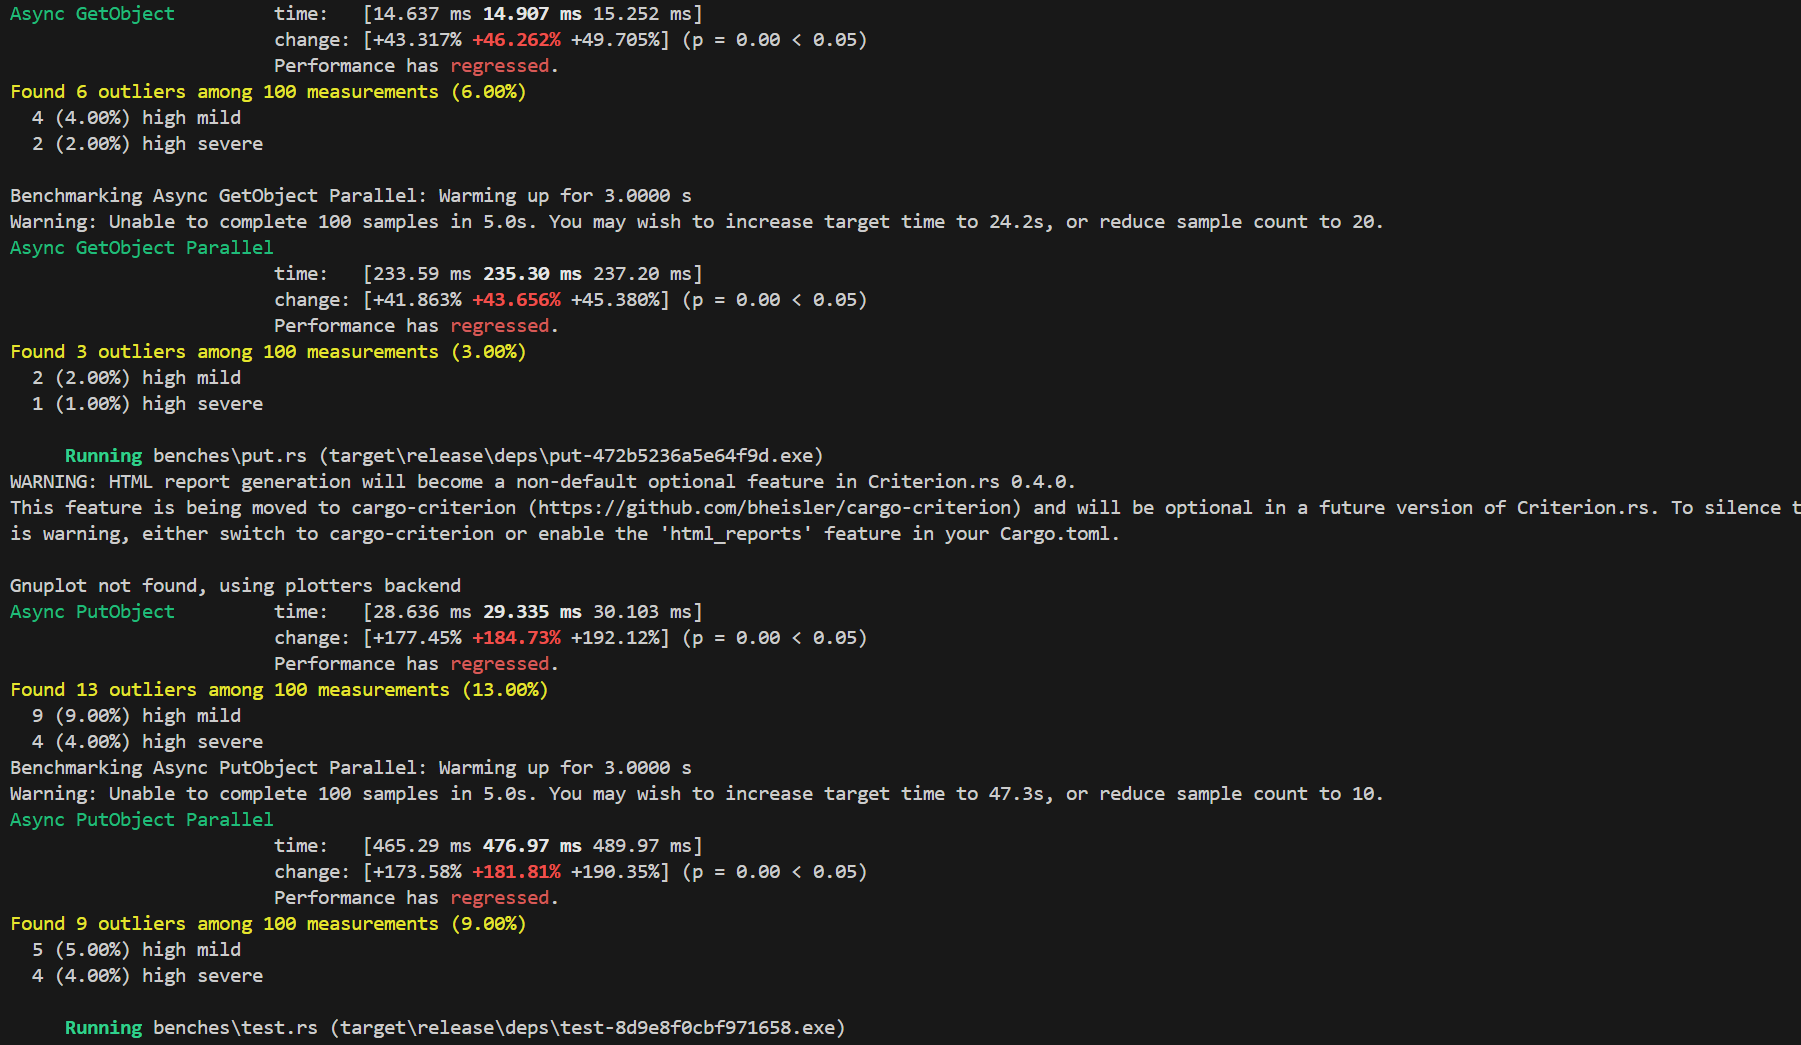 Async GetObject         time:   [14.637 ms 14.907 ms 15.252 ms]
                        change: [+43.317% +46.262% +49.705%] (p = 0.00 < 0.05)
                        Performance has regressed.
Found 6 outliers among 100 measurements (6.00%)
  4 (4.00%) high mild
  2 (2.00%) high severe

Benchmarking Async GetObject Parallel: Warming up for 3.0000 s
Warning: Unable to complete 100 samples in 5.0s. You may wish to increase target time to 24.2s, or reduce sample count to 20.
Async GetObject Parallel
                        time:   [233.59 ms 235.30 ms 237.20 ms]
                        change: [+41.863% +43.656% +45.380%] (p = 0.00 < 0.05)
                        Performance has regressed.
Found 3 outliers among 100 measurements (3.00%)
  2 (2.00%) high mild
  1 (1.00%) high severe

     Running benches\put.rs (target\release\deps\put-472b5236a5e64f9d.exe)
WARNING: HTML report generation will become a non-default optional feature in Criterion.rs 0.4.0.
This feature is being moved to cargo-criterion (https://github.com/bheisler/cargo-criterion) and will be optional in a future version of Criterion.rs. To silence t
is warning, either switch to cargo-criterion or enable the 'html_reports' feature in your Cargo.toml.

Gnuplot not found, using plotters backend
Async PutObject         time:   [28.636 ms 29.335 ms 30.103 ms]
                        change: [+177.45% +184.73% +192.12%] (p = 0.00 < 0.05)
                        Performance has regressed.
Found 13 outliers among 100 measurements (13.00%)
  9 (9.00%) high mild
  4 (4.00%) high severe
Benchmarking Async PutObject Parallel: Warming up for 3.0000 s
Warning: Unable to complete 100 samples in 5.0s. You may wish to increase target time to 47.3s, or reduce sample count to 10.
Async PutObject Parallel
                        time:   [465.29 ms 476.97 ms 489.97 ms]
                        change: [+173.58% +181.81% +190.35%] (p = 0.00 < 0.05)
                        Performance has regressed.
Found 9 outliers among 100 measurements (9.00%)
  5 (5.00%) high mild
  4 (4.00%) high severe

     Running benches\test.rs (target\release\deps\test-8d9e8f0cbf971658.exe)